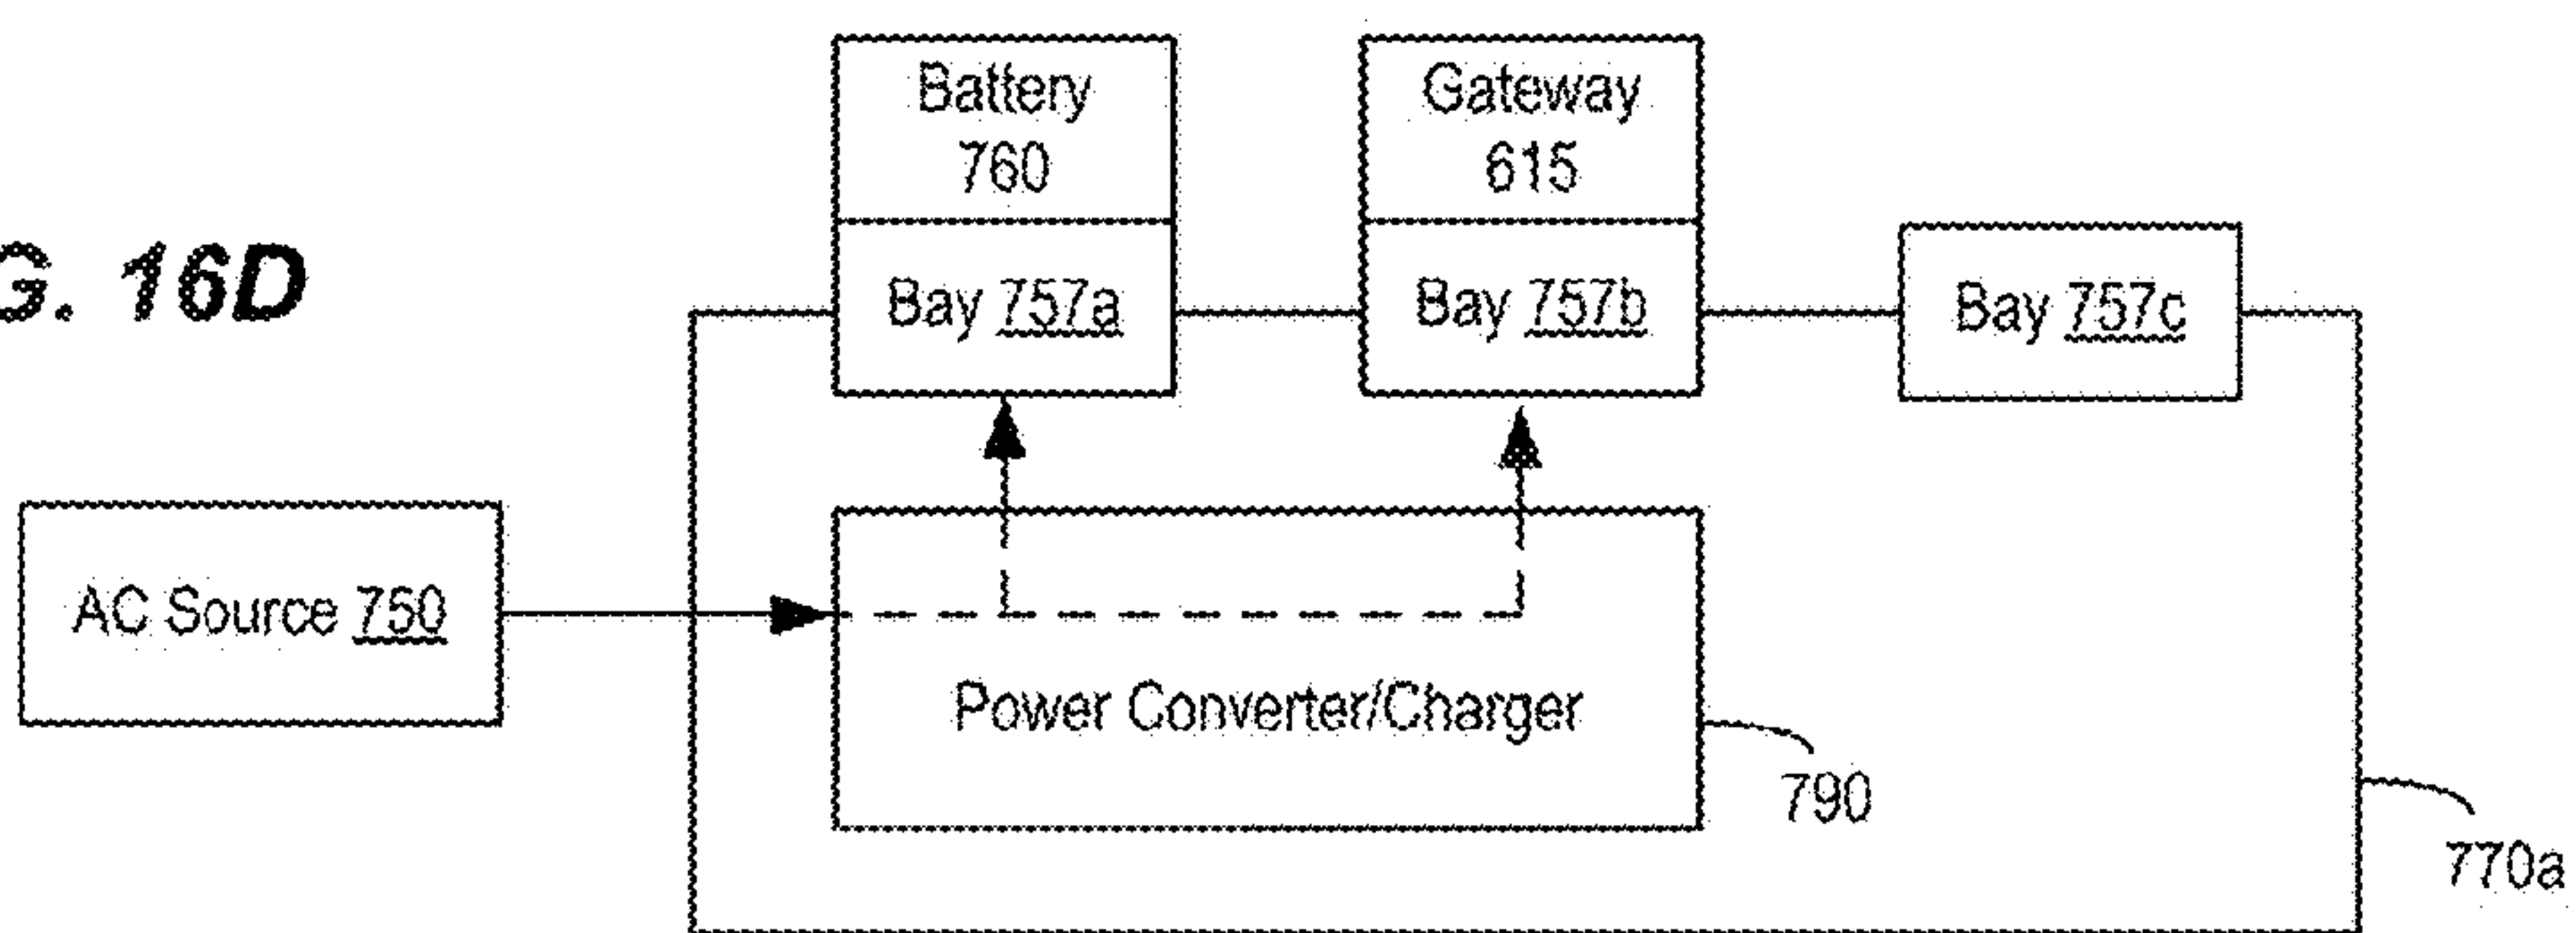 Battery
760
Gateway
615
G. 16D
Bay 757a
Bay 757b
Bay 757c
AC Source 750
Power Converter/Charger
790
770a